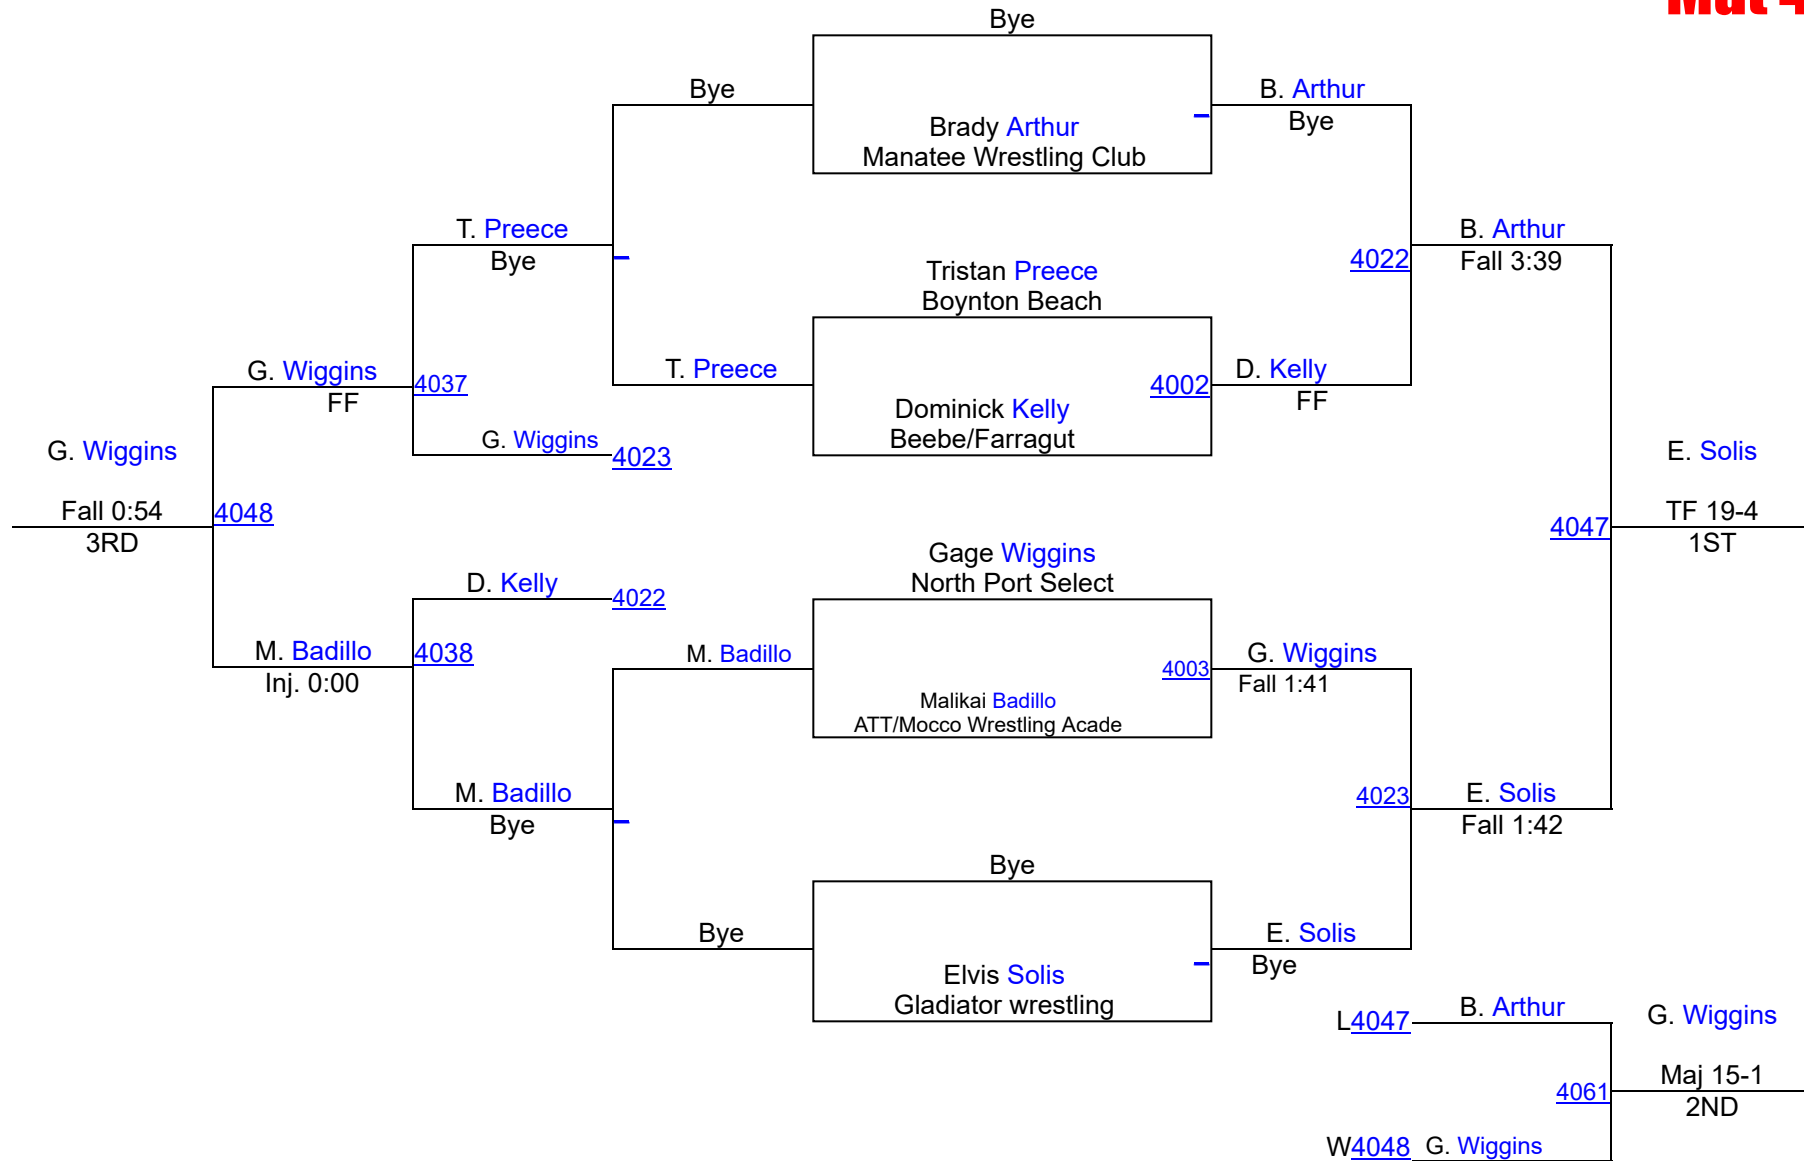 Mat 4
Bye
Bye
B. Arthur
Bye
Brady Arthur
Manatee Wrestling Club
T. Preece
Bye
B. Arthur
Fall 3:39
4022
Tristan Preece
Boynton Beach
G. Wiggins
FF
4037
T. Preece
4002
D. Kelly
FF
Dominick Kelly
Beebe/Farragut
G. Wiggins
4023
G. Wiggins
Fall 0:54
3RD
4048
E. Solis
TF 19-4
1ST
4047
Gage Wiggins
North Port Select
D. Kelly
4022
M. Badillo
Inj. 0:00
4038
M. Badillo
4003
G. Wiggins
Fall 1:41
Malikai Badillo
ATT/Mocco Wrestling Acade
M. Badillo
Bye
4023
E. Solis
Fall 1:42
Bye
Bye
E. Solis
Bye
Elvis Solis
Gladiator wrestling
L4047
B. Arthur
G. Wiggins
Maj 15-1
2ND
4061
W4048
G. Wiggins